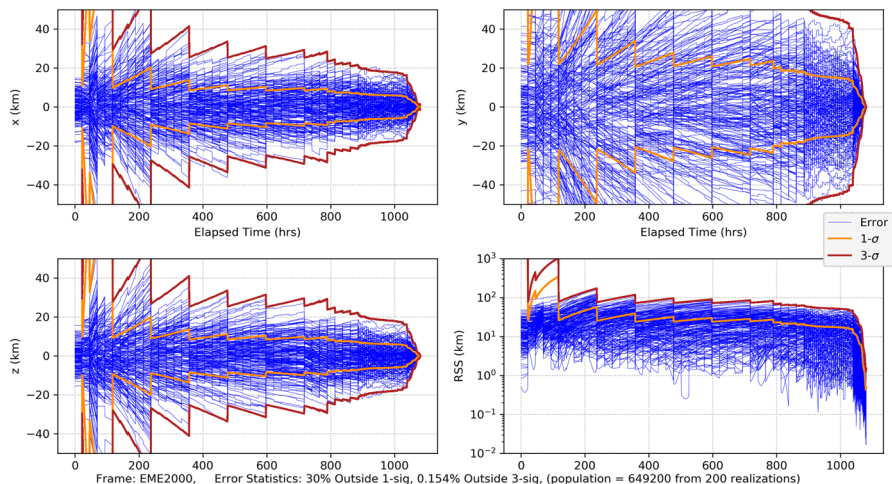 40
20
0
−20
−40
x (km)
0 200 400 600 800 1000
Elapsed Time (hrs)
40
20
0
−20
−40
y (km)
0 200 400 600 800 1000
Elapsed Time (hrs)
Error
1-σ
3-σ
40
20
0
−20
−40
z (km)
0 200 400 600 800 1000
10³
10²
10¹
10⁰
10⁻¹
10⁻²
RSS (km)
0 200 400 600 800 1000
Frame: EME2000, Error Statistics: 30% Outside 1-sig, 0.154% Outside 3-sig, (population = 649200 from 200 realizations)